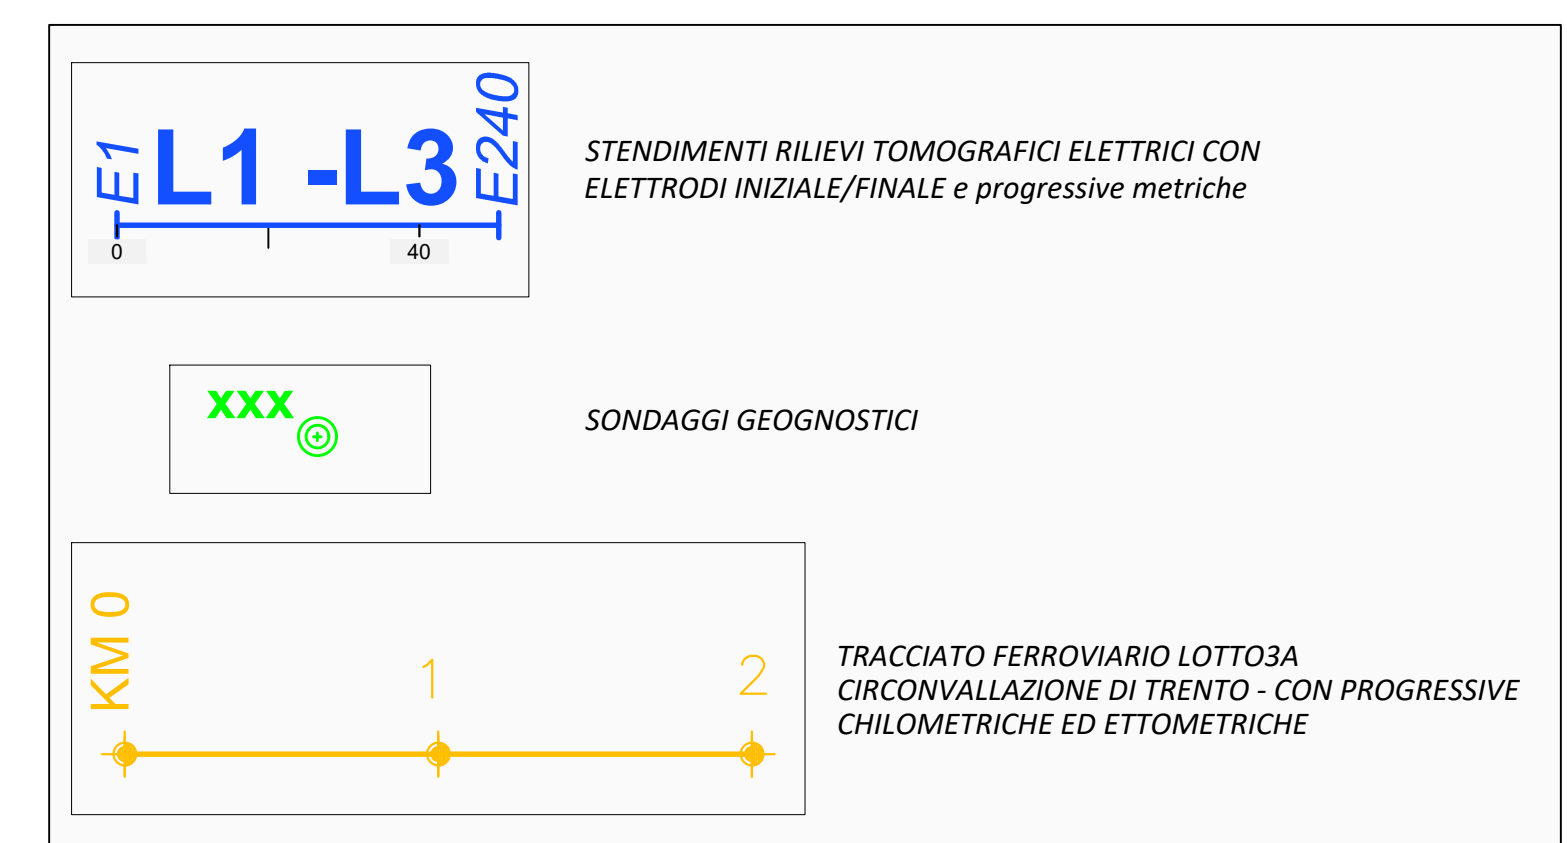 E1 L1 -L3 E240
0 40
STENDIMENTI RILIEVI TOMOGRAFICI ELETTRICI CON
ELETTRODI INIZIALE/FINALE e progressive metriche
xxx
SONDAGGI GEOGNOSTICI
KM 0
1 2
TRACCIATO FERROVIARIO LOTTO3A
CIRCONVALLAZIONE DI TRENTO - CON PROGRESSIVE
CHILOMETRICHE ED ETTOMETRICHE